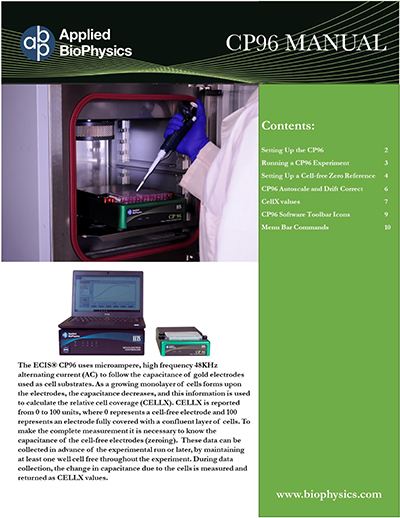 Applied
BioPhysics
CP96 MANUAL
Contents:
Setting Up the CP96 2
Running a CP96 Experiment 3
Setting Up a Cell-free Zero Reference 4
CP96 Autoscale and Drift Correct 6
CellX values 7
CP96 Software Toolbar Icons 9
Menu Bar Commands 10
CP96
The ECIS® CP96 uses microampere, high frequency 48KHz
alternating current (AC) to follow the capacitance of gold electrodes
used as cell substrates. As a growing monolayer of cells forms upon
the electrodes, the capacitance decreases, and this information is used
to calculate the relative cell coverage (CELLX). CELLX is reported
from 0 to 100 units, where 0 represents a cell-free electrode and 100
represents an electrode fully covered with a confluent layer of cells. To
make the complete measurement it is necessary to know the
capacitance of the cell-free electrodes (zeroing). These data can be
collected in advance of the experimental run or later, by maintaining
at least one well cell free throughout the experiment. During data
collection, the change in capacitance due to the cells is measured and
returned as CELLX values.
www.biophysics.com